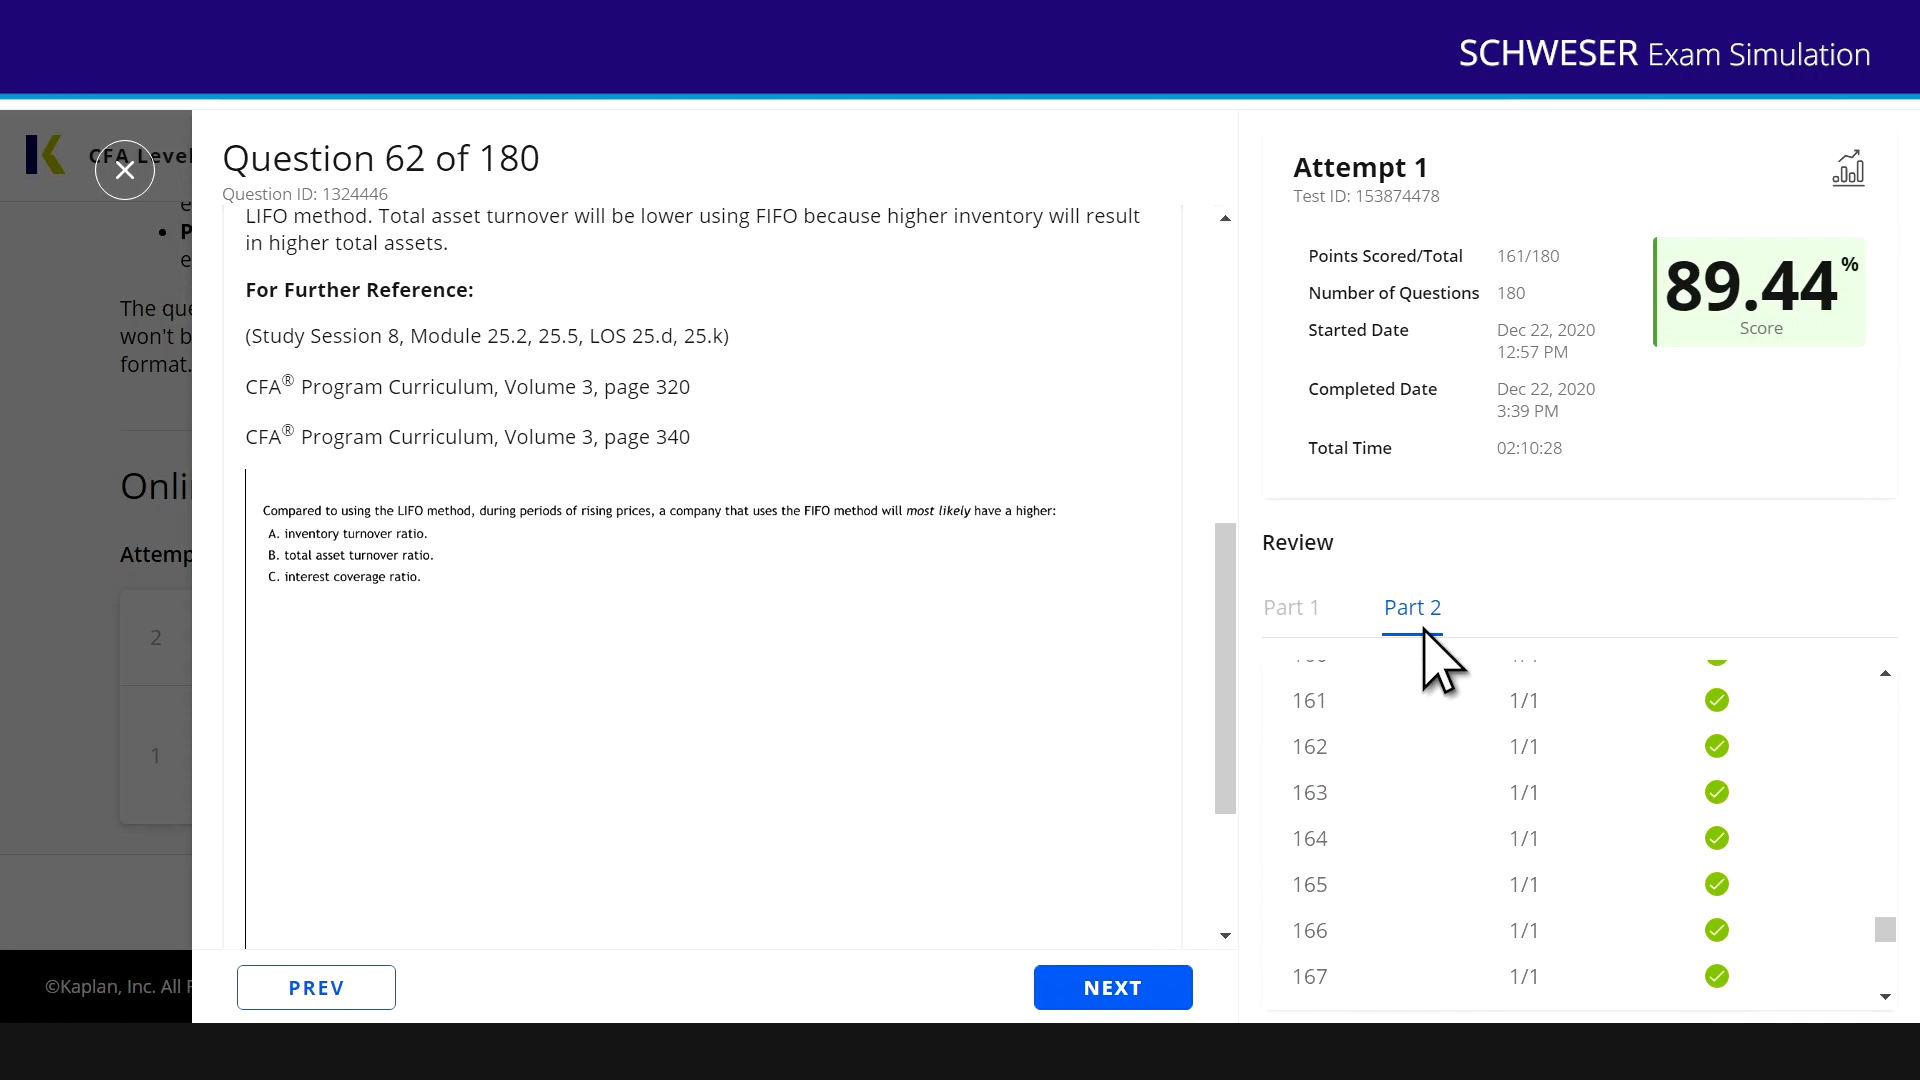 SCHWESER Exam Simulation
CFA Level
Question 62 of 180
Question ID: 1324446
LIFO method. Total asset turnover will be lower using FIFO because higher inventory will result
in higher total assets.
For Further Reference:
(Study Session 8, Module 25.2, 25.5, LOS 25.d, 25.k)
CFA® Program Curriculum, Volume 3, page 320
CFA® Program Curriculum, Volume 3, page 340
Compared to using the LIFO method, during periods of rising prices, a company that uses the FIFO method will most likely have a higher:
A. inventory turnover ratio.
B. total asset turnover ratio.
C. interest coverage ratio.
PREV
NEXT
e
• P
e
The que
won't b
format.
Onli
Attemp
2
1
©Kaplan, Inc. All R
Attempt 1
Test ID: 153874478
Points Scored/Total 161/180
Number of Questions 180
Started Date Dec 22, 2020
12:57 PM
Completed Date Dec 22, 2020
3:39 PM
Total Time 02:10:28
89.44%
Score
Review
Part 1 Part 2
161 1/1
162 1/1
163 1/1
164 1/1
165 1/1
166 1/1
167 1/1